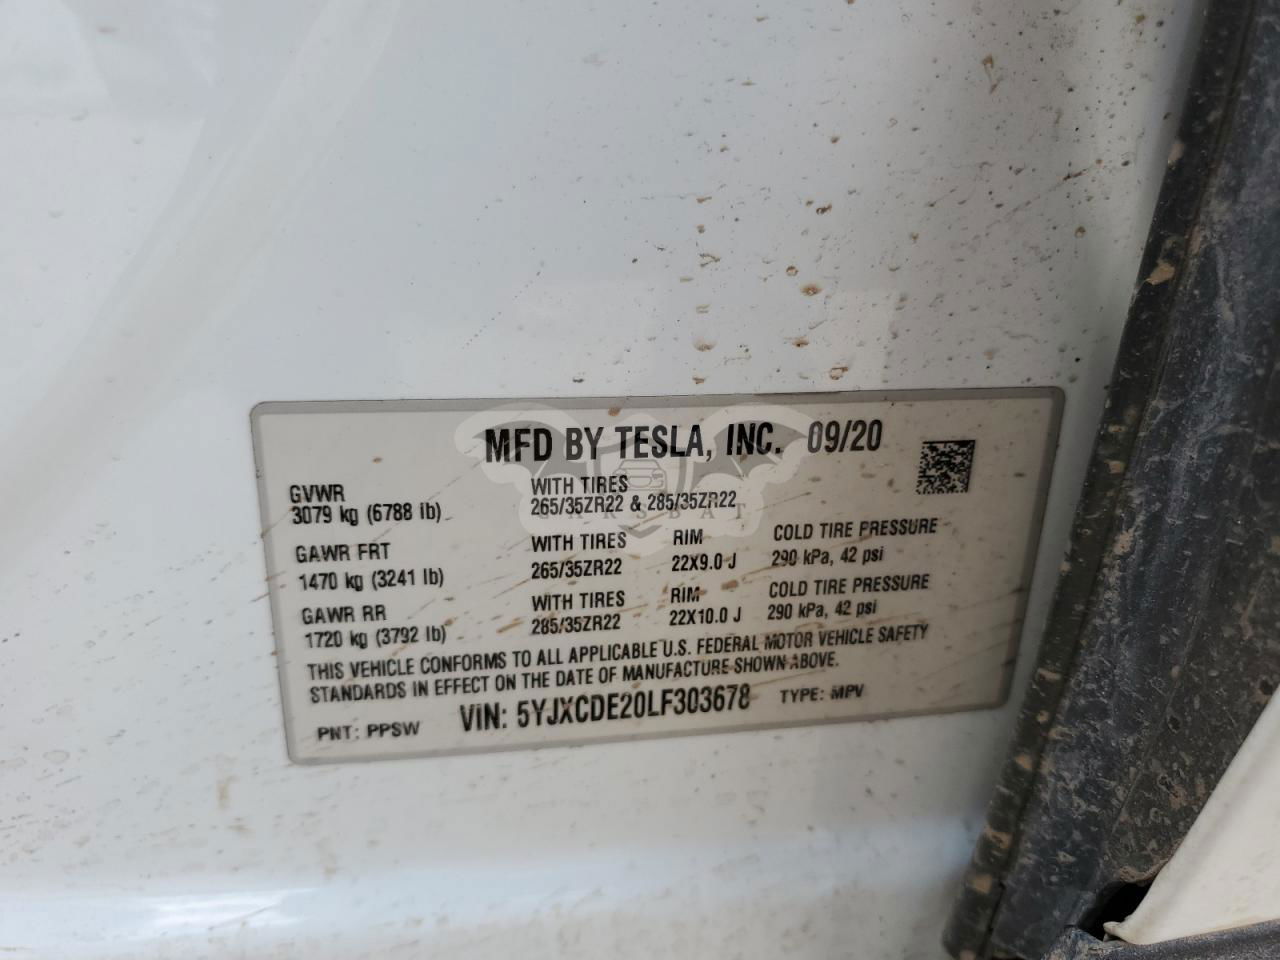 MFD BY TESLA, INC. 09/20
GVWR
3079 kg (6788 lb)
WITH TIRES
265/35ZR22 & 285/35ZR22
CARSBAT
GAWR FRT
1470 kg (3241 lb)
WITH TIRES
265/35ZR22
RIM
22X9.0 J
COLD TIRE PRESSURE
290 kPa, 42 psi
GAWR RR
1720 kg (3792 lb)
WITH TIRES
285/35ZR22
RIM
22X10.0 J
COLD TIRE PRESSURE
290 kPa, 42 psi
THIS VEHICLE CONFORMS TO ALL APPLICABLE U.S. FEDERAL MOTOR VEHICLE SAFETY
STANDARDS IN EFFECT ON THE DATE OF MANUFACTURE SHOWN ABOVE.
PNT: PPSW VIN: 5YJXCDE20LF303678 TYPE: MPV